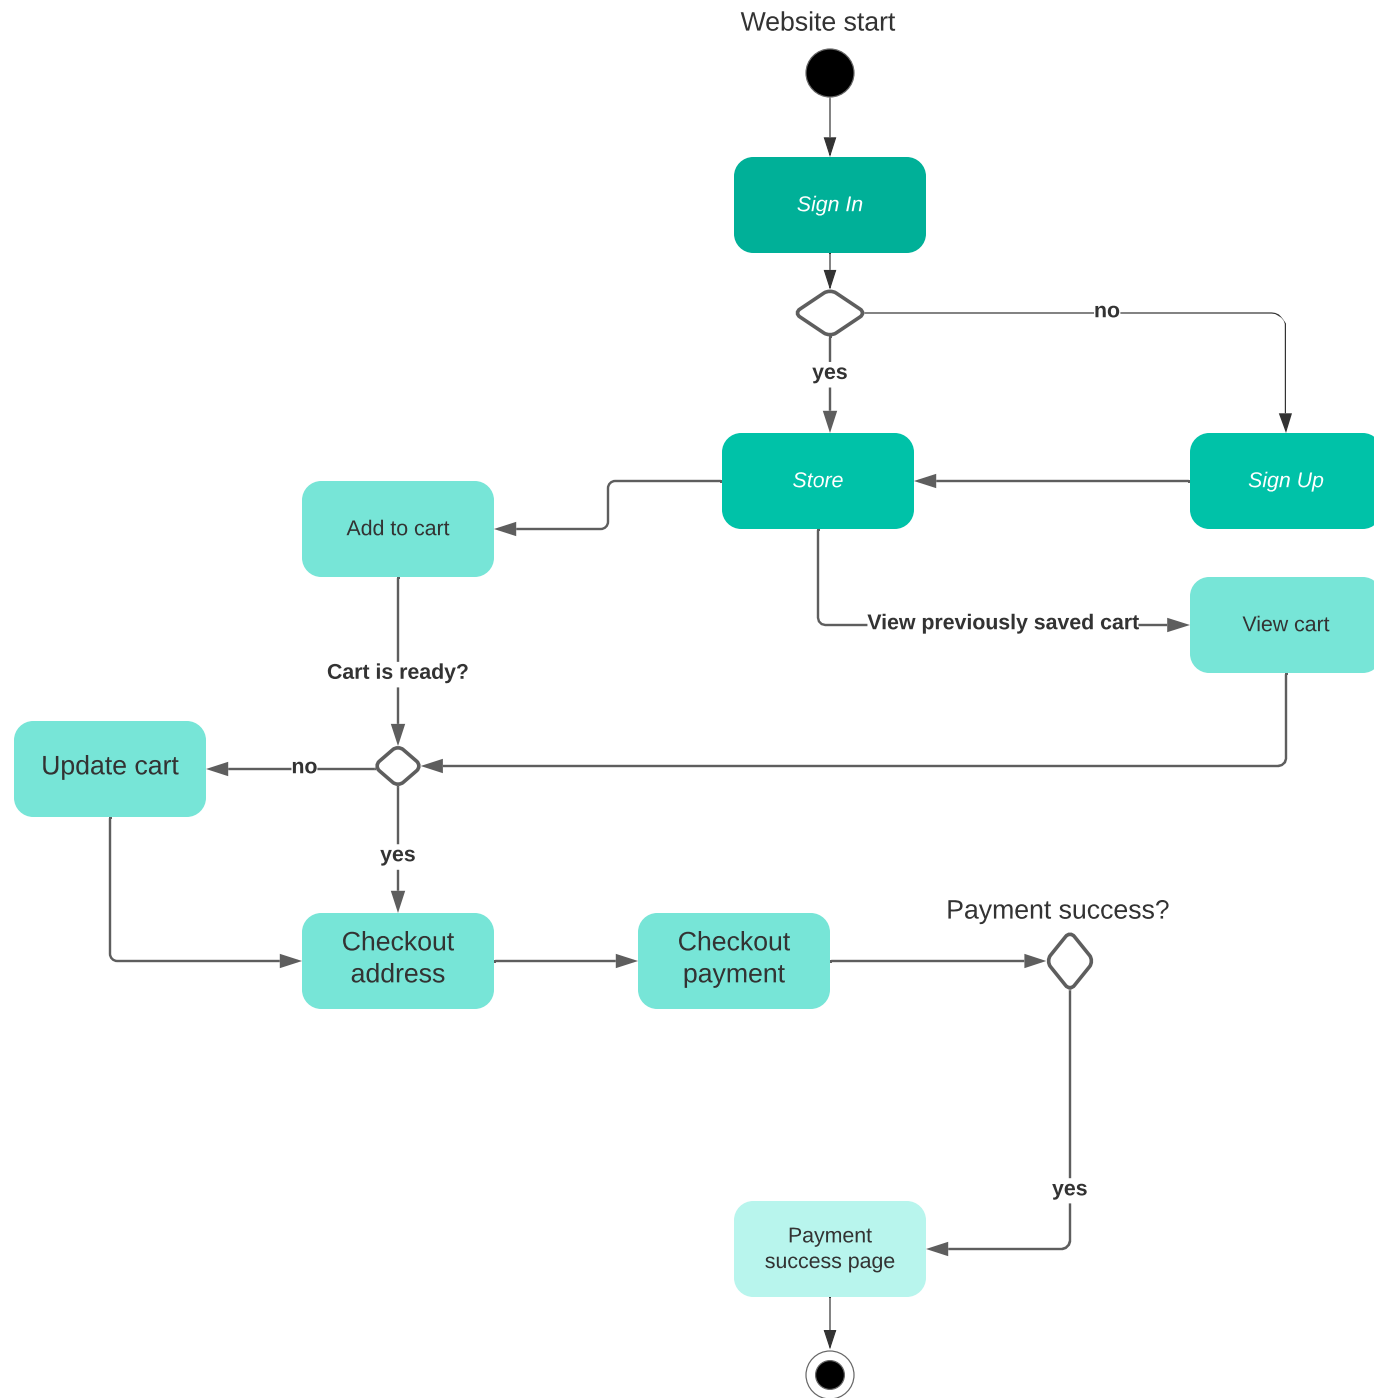 Website start
Sign In
no
yes
Store
Sign Up
Add to cart
View previously saved cart
View cart
Cart is ready?
Update cart
no
yes
Checkout
address
Checkout
payment
Payment success?
yes
Payment
success page